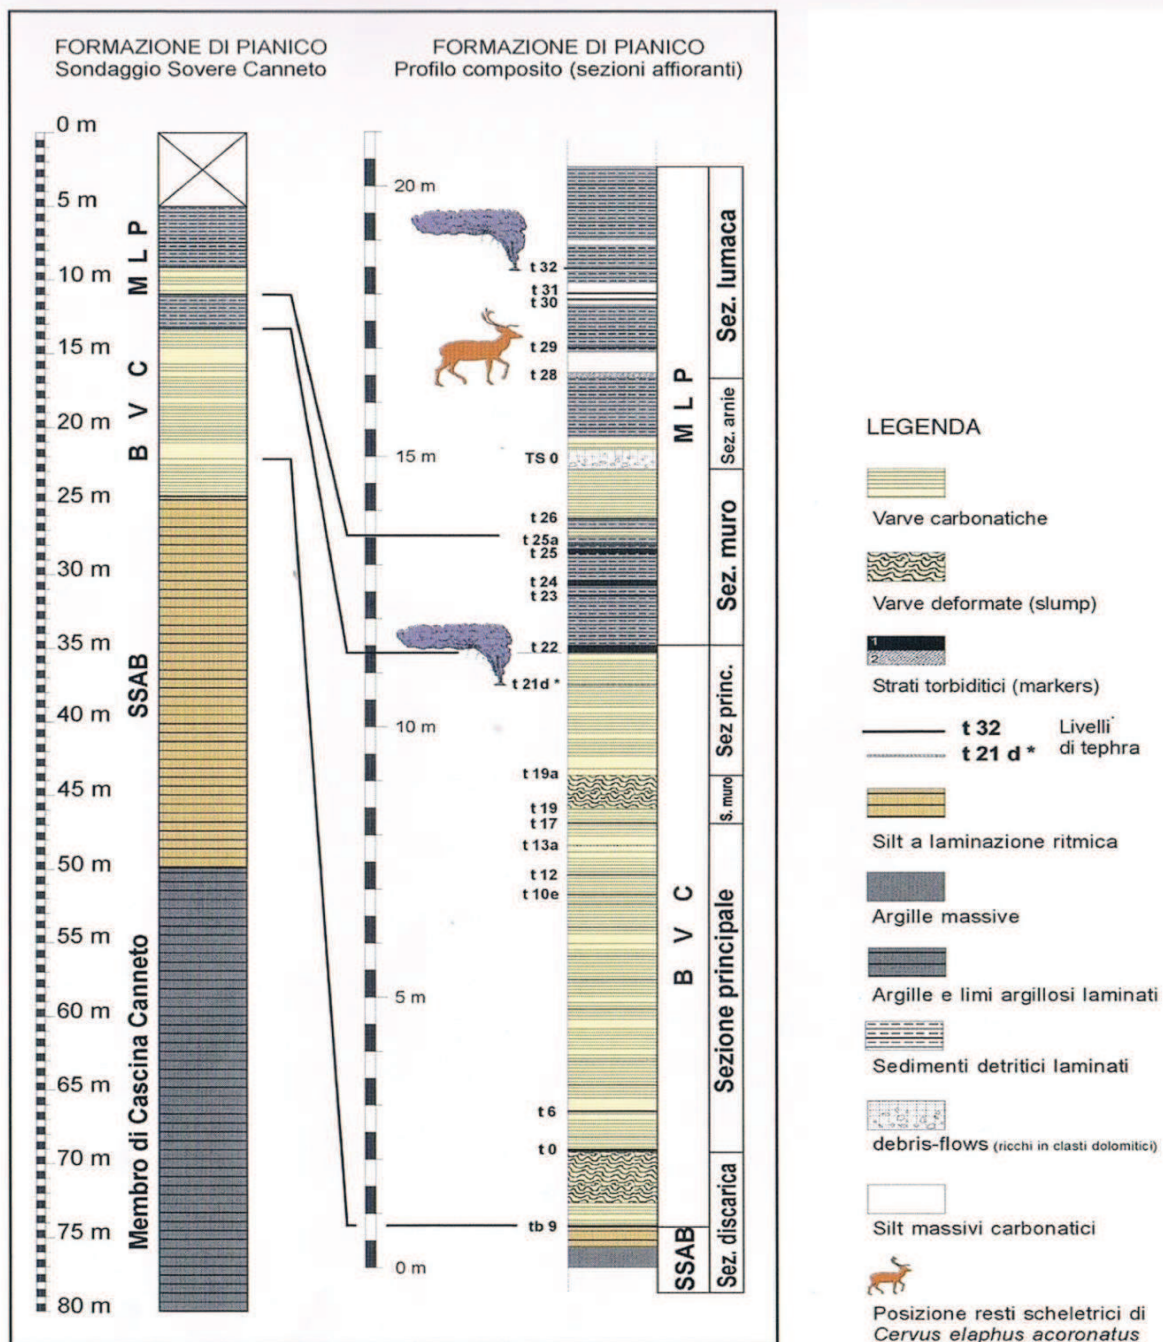 FORMAZIONE DI PIANICO
Sondaggio Sovere Canneto
FORMAZIONE DI PIANICO
Profilo composito (sezioni affioranti)
0 m
5 m
10 m
15 m
20 m
25 m
30 m
35 m
40 m
45 m
50 m
55 m
60 m
65 m
70 m
75 m
80 m
M L P
B V C
SSAB
Membro di Cascina Canneto
20 m
15 m
10 m
5 m
0 m
t 32
t 31
t 30
t 29
t 28
TS 0
t 26
t 25a
t 25
t 24
t 23
t 22
t 21d *
t 19a
t 19
t 17
t 13a
t 12
t 10e
t 6
t 0
tb 9
M L P
B V C
SSAB
Sez. lumaca
Sez. arnie
Sez. muro
Sez princ.
S. muro
Sezione principale
Sez. discarica
LEGENDA
Varve carbonatiche
Varve deformate (slump)
1
2
Strati torbiditici (markers)
t 32
t 21 d *
Livelli
di tephra
Silt a laminazione ritmica
Argille massive
Argille e limi argillosi laminati
Sedimenti detritici laminati
debris-flows (ricchi in clasti dolomitici)
Silt massivi carbonatici
Posizione resti scheletrici di
Cervus elaphus acoronatus